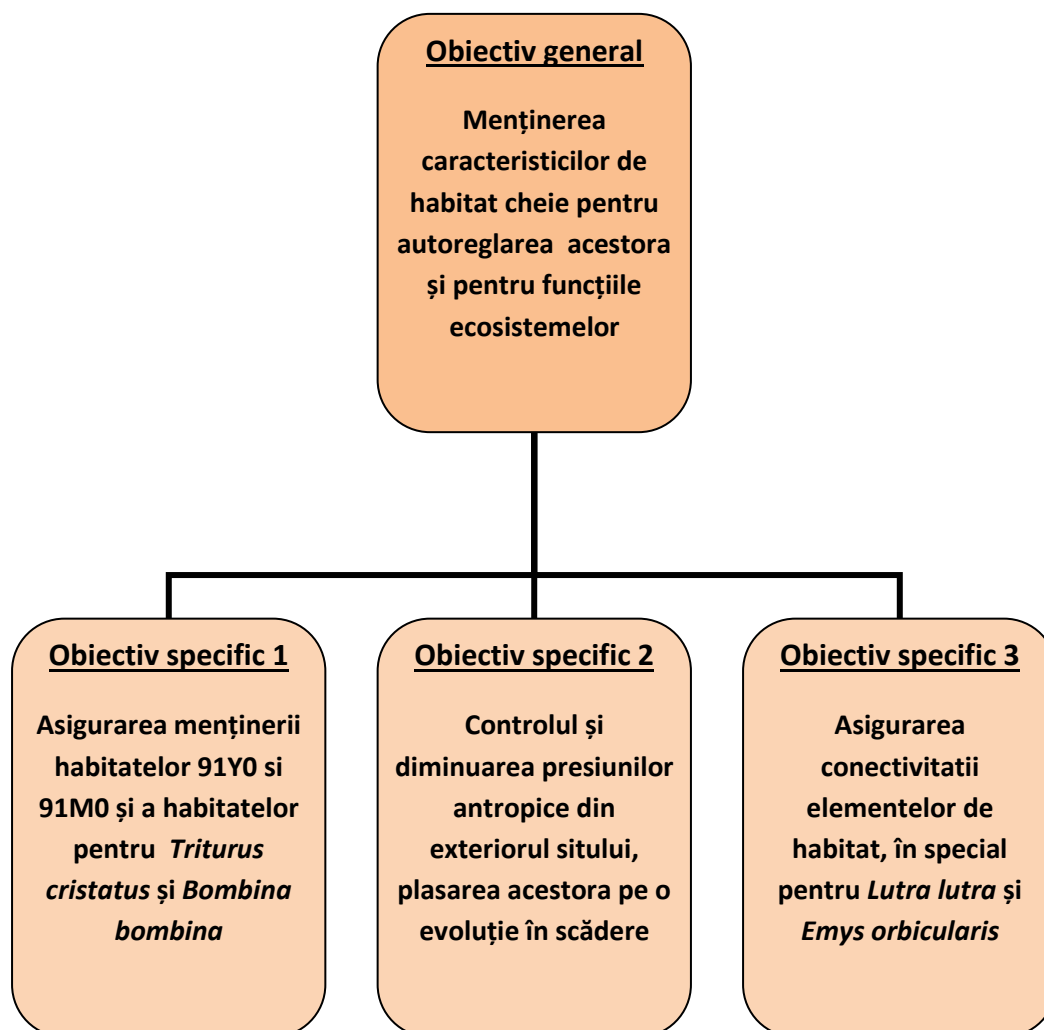 Obiectiv general
Menținerea
caracteristicilor de
habitat cheie pentru
autoreglarea acestora
și pentru funcțiile
ecosistemelor
Obiectiv specific 1
Asigurarea menținerii
habitatelor 91Y0 si
91M0 și a habitatelor
pentru Triturus
cristatus și Bombina
bombina
Obiectiv specific 2
Controlul și
diminuarea presiunilor
antropice din
exteriorul sitului,
plasarea acestora pe o
evoluție în scădere
Obiectiv specific 3
Asigurarea
conectivitatii
elementelor de
habitat, în special
pentru Lutra lutra și
Emys orbicularis